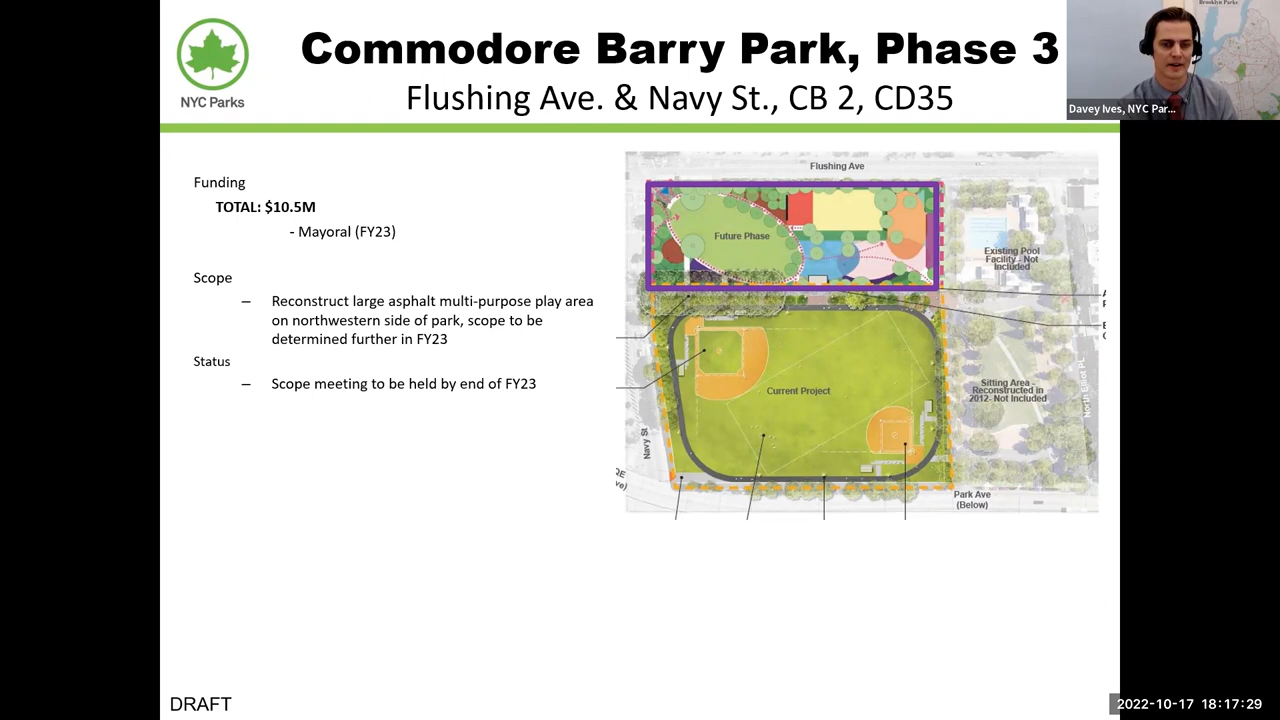 Commodore Barry Park, Phase 3
Flushing Ave. & Navy St., CB 2, CD35
NYC Parks
Brooklyn Parks
Davey Ives, NYC Par...
Funding
TOTAL: $10.5M
- Mayoral (FY23)
Scope
– Reconstruct large asphalt multi-purpose play area
on northwestern side of park, scope to be
determined further in FY23
Status
– Scope meeting to be held by end of FY23
Flushing Ave
Future Phase
Existing Pool
Facility - Not
Included
Current Project
Sitting Area -
Reconstructed in
2012- Not Included
North Elliot Pl
Navy St
Park Ave
(Below)
DRAFT
2022-10-17 18:17:29